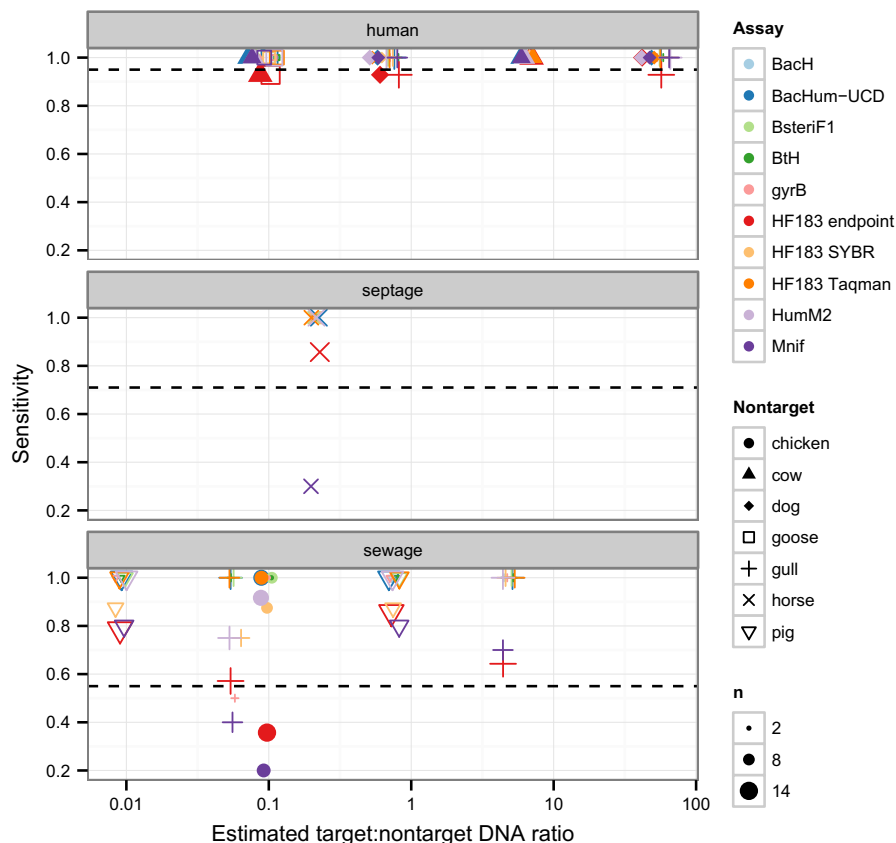 human
1.0
0.8
0.6
0.4
0.2
septage
1.0
0.8
0.6
0.4
0.2
sewage
1.0
0.8
0.6
0.4
0.2
Sensitivity
0.01 0.1 1 10 100
Estimated target:nontarget DNA ratio
Assay
BacH
BacHum−UCD
BsteriF1
BtH
gyrB
HF183 endpoint
HF183 SYBR
HF183 Taqman
HumM2
Mnif
Nontarget
chicken
cow
dog
goose
gull
horse
pig
n
2
8
14